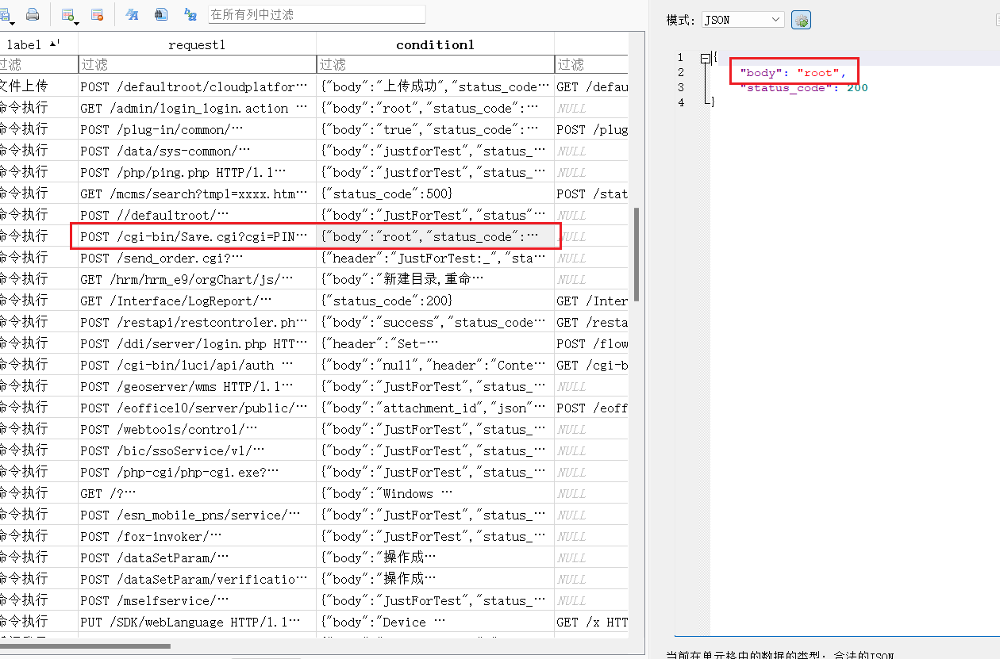 在所有列中过滤
模式: JSON
label request1 condition1
过滤 过滤 过滤 过滤
文件上传 POST /defaultroot/cloudplatfor… {"body":"上传成功","status_code… GET /defau
命令执行 GET /admin/login_login.action … {"body":"root","status_code":… NULL
命令执行 POST /plug-in/common/… {"body":"true","status_code":… POST /plug
命令执行 POST /data/sys-common/… {"body":"justforTest","status_… NULL
命令执行 POST /php/ping.php HTTP/1.1… {"body":"justforTest","status_… NULL
命令执行 GET /mcms/search?tmpl=xxxx.htm… {"status_code":500} POST /stat
命令执行 POST //defaultroot/… {"body":"JustForTest","status"… NULL
命令执行 POST /cgi-bin/Save.cgi?cgi=PIN… {"body":"root","status_code":… NULL
命令执行 POST /send_order.cgi?… {"header":"JustForTest:_","sta… NULL
命令执行 GET /hrm/hrm_e9/orgChart/js/… {"body":"新建目录,重命… NULL
命令执行 GET /Interface/LogReport/… {"status_code":200} GET /Inter
命令执行 POST /restapi/restcontroler.ph… {"body":"success","status_code… GET /resta
命令执行 POST /ddi/server/login.php HTT… {"header":"Set-… POST /flow
命令执行 POST /cgi-bin/luci/api/auth … {"body":"null","header":"Conte… GET /cgi-b
命令执行 POST /geoserver/wms HTTP/1.1… {"body":"JustForTest","status_… NULL
命令执行 POST /eoffice10/server/public/… {"body":"attachment_id","json"… POST /eoff
命令执行 POST /webtools/control/… {"body":"JustForTest","status_… NULL
命令执行 POST /bic/ssoService/v1/… {"body":"JustForTest","status_… NULL
命令执行 POST /php-cgi/php-cgi.exe?… {"body":"JustForTest","status_… NULL
命令执行 GET /?… {"body":"Windows … NULL
命令执行 POST /esn_mobile_pns/service/… {"body":"JustForTest","status_… NULL
命令执行 POST /fox-invoker/… {"body":"JustForTest","status_… NULL
命令执行 POST /dataSetParam/… {"body":"操作成… NULL
命令执行 POST /dataSetParam/verificatio… {"body":"操作成… NULL
命令执行 POST /mselfservice/… {"body":"JustForTest","status_… NULL
命令执行 PUT /SDK/webLanguage HTTP/1.1… {"body":"Device … GET /x HTT
1 {
2 "body": "root",
3 "status_code": 200
4 }
当前在单元格中的数据的类型: 合法的JSON